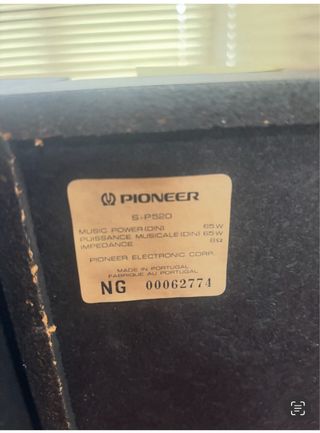 PIONEER
S-P520
MUSIC POWER(DIN) 65W
PUISSANCE MUSICALE(DIN) 65W
IMPEDANCE 8Ω
PIONEER ELECTRONIC CORP.
MADE IN PORTUGAL
FABRIQUE AU PORTUGAL
NG 00062774